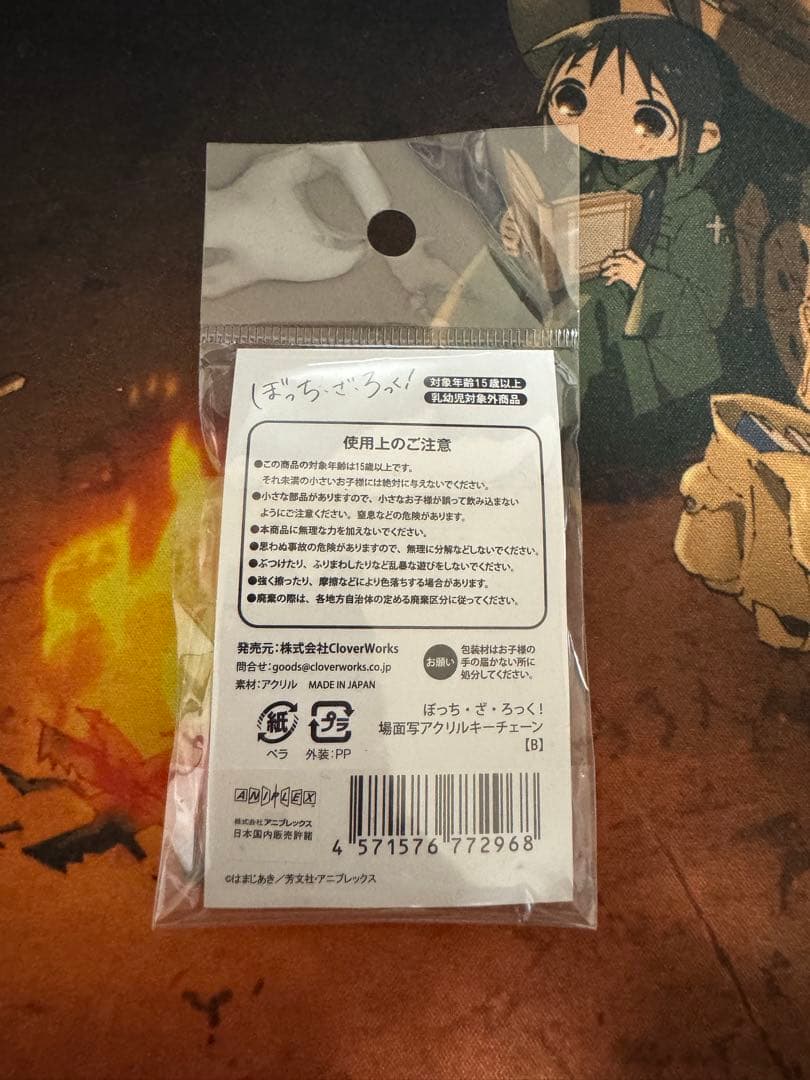 ぼっち・ざ・ろっく！
対象年齢15歳以上
乳幼児対象外商品
使用上のご注意
●この商品の対象年齢は15歳以上です。
それ未満の小さいお子様には絶対に与えないでください。
●小さな部品がありますので、小さなお子様が誤って飲み込まない
ようにご注意ください。窒息などの危険があります。
●本商品に無理な力を加えないでください。
●思わぬ事故の危険がありますので、無理に分解などしないでください。
●ぶつけたり、ふりまわしたりなど乱暴な遊びをしないでください。
●強く擦ったり、摩擦などにより色落ちする場合があります。
●廃棄の際は、各地方自治体の定める廃棄区分に従ってください。
発売元：株式会社CloverWorks
問合せ：goods@cloverworks.co.jp
素材：アクリル MADE IN JAPAN
お願い
包装材はお子様の
手の届かない所に
処分してください。
紙
ベラ
プラ
外装：PP
ぼっち・ざ・ろっく！
場面写アクリルキーチェーン
【B】
ANIPLEX
株式会社アニプレックス
日本国内販売許諾
4 571576 772968
©はまじあき／芳文社・アニプレックス